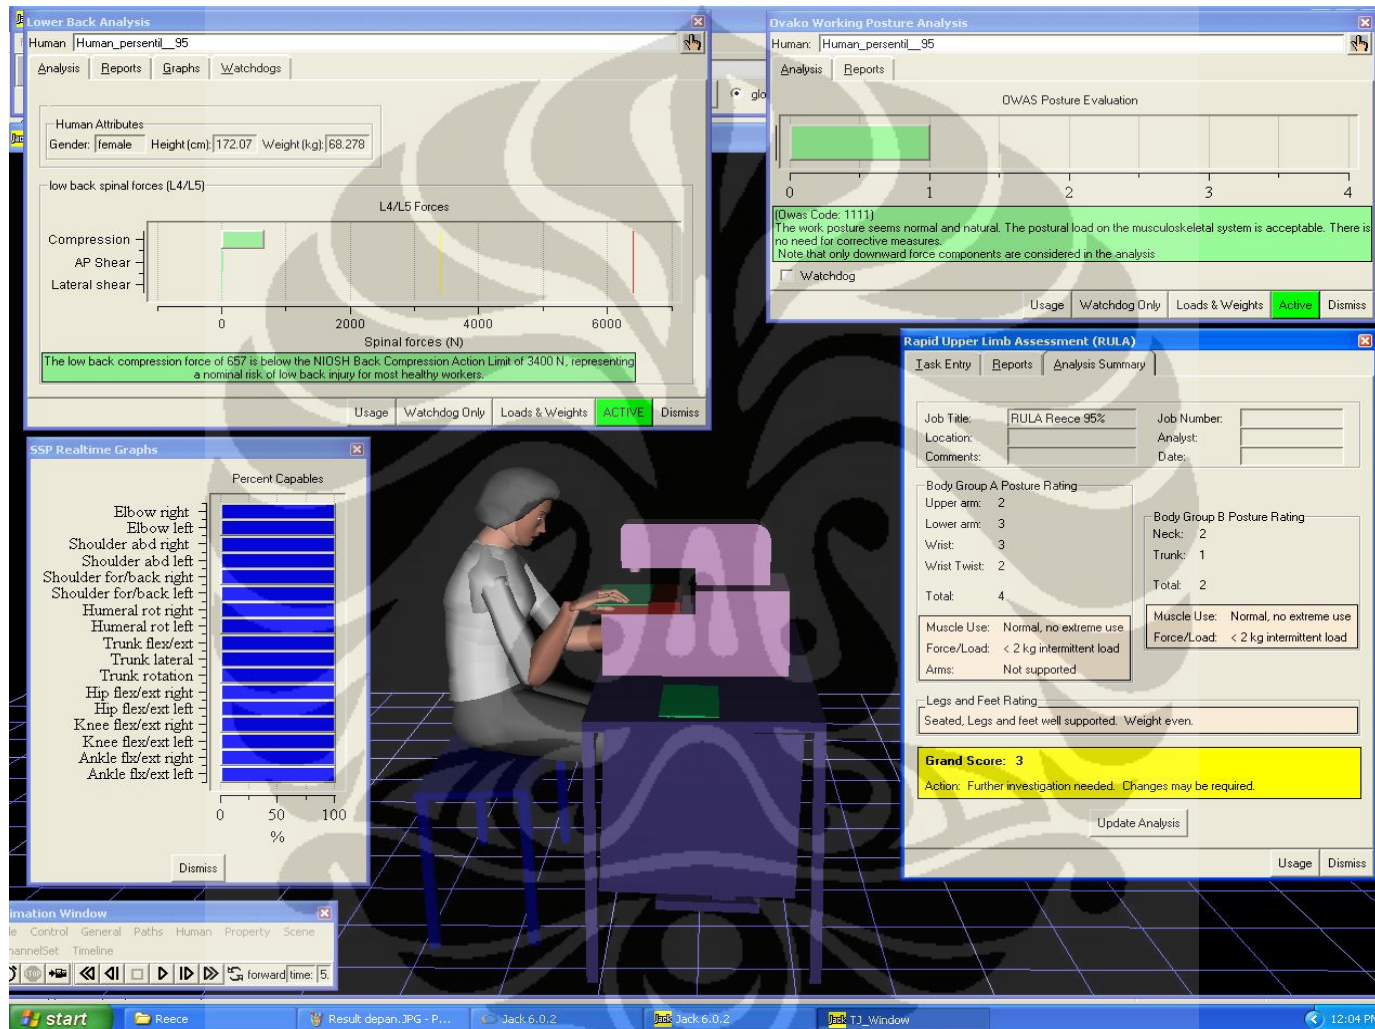 Lower Back Analysis
Human Human_persentil__95
Analysis Reports Graphs Watchdogs
Human Attributes
Gender: female Height (cm): 172.07 Weight (kg): 68.278
low back spinal forces (L4/L5)
L4/L5 Forces
Compression
AP Shear
Lateral shear
0 2000 4000 6000
Spinal forces (N)
The low back compression force of 657 is below the NIOSH Back Compression Action Limit of 3400 N, representing
a nominal risk of low back injury for most healthy workers.
Usage Watchdog Only Loads & Weights ACTIVE Dismiss
glo
Ovako Working Posture Analysis
Human: Human_persentil__95
Analysis Reports
OWAS Posture Evaluation
0 1 2 3 4
(Owas Code: 1111)
The work posture seems normal and natural. The postural load on the musculoskeletal system is acceptable. There is
no need for corrective measures.
Note that only downward force components are considered in the analysis
Watchdog
Usage Watchdog Only Loads & Weights Active Dismiss
Rapid Upper Limb Assessment (RULA)
Task Entry Reports Analysis Summary
Job Title: RULA Reece 95% Job Number:
Location: Analyst:
Comments: Date:
Body Group A Posture Rating
Upper arm: 2
Lower arm: 3
Wrist: 3
Wrist Twist: 2
Total: 4
Muscle Use: Normal, no extreme use
Force/Load: < 2 kg intermittent load
Arms: Not supported
Body Group B Posture Rating
Neck: 2
Trunk: 1
Total: 2
Muscle Use: Normal, no extreme use
Force/Load: < 2 kg intermittent load
Legs and Feet Rating
Seated, Legs and feet well supported. Weight even.
Grand Score: 3
Action: Further investigation needed. Changes may be required.
Update Analysis
Usage Dismiss
SSP Realtime Graphs
Percent Capables
Elbow right
Elbow left
Shoulder abd right
Shoulder abd left
Shoulder for/back right
Shoulder for/back left
Humeral rot right
Humeral rot left
Trunk flex/ext
Trunk lateral
Trunk rotation
Hip flex/ext right
Hip flex/ext left
Knee flex/ext right
Knee flex/ext left
Ankle flx/ext right
Ankle flx/ext left
0 50 100
%
Dismiss
imation Window
le Control General Paths Human Property Scene
hannelSet Timeline
STOP forward time: 5.
start Reece Result depan.JPG - P... Jack 6.0.2 Jack Jack 6.0.2 Jack TJ_Window 12:04 PM